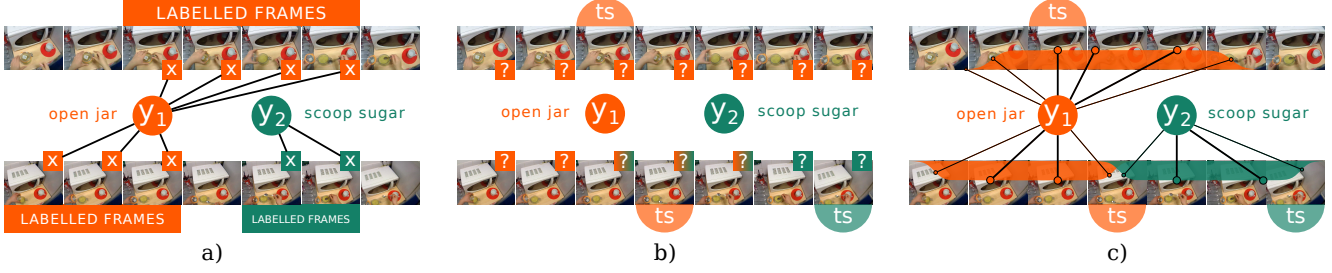 LABELLED FRAMES
x x x x
open jar y1 y2 scoop sugar
x x x x x
LABELLED FRAMES LABELLED FRAMES
a)
ts
? ? ? ? ? ? ?
open jar y1 y2 scoop sugar
? ? ? ? ? ? ?
ts ts
b)
ts
open jar y1 y2 scoop sugar
ts ts
c)